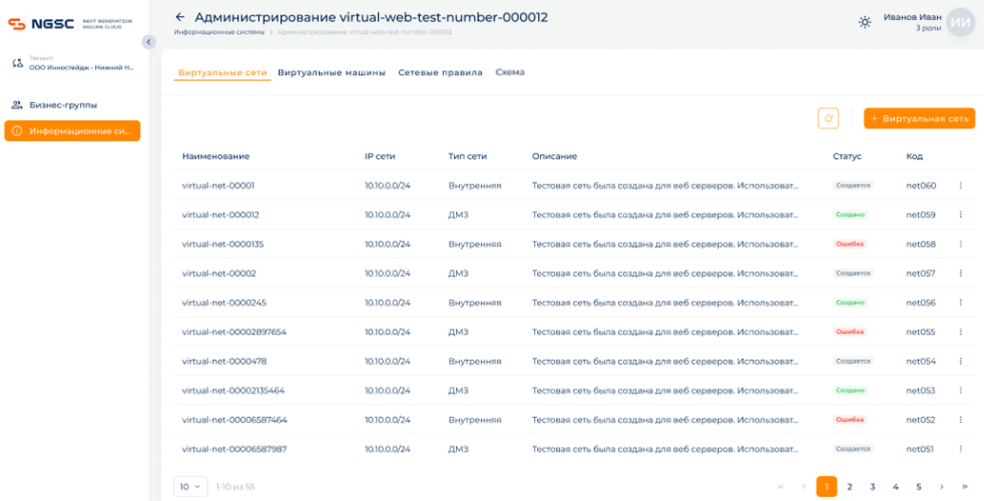 NGSC NEXT GENERATION SECURE CLOUD
Тенант:
ООО Инностейдж - Нижний Н...
Бизнес-группы
Информационные си...
Администрирование virtual-web-test-number-000012
Информационные системы > Администрирование virtual-web-test-number-000012
Иванов Иван
3 роли
ИИ
Виртуальные сети Виртуальные машины Сетевые правила Схема
+ Виртуальная сеть
Наименование IP сети Тип сети Описание Статус Код
virtual-net-00001 10.10.0.0/24 Внутренняя Тестовая сеть была создана для веб серверов. Использоват... Создается net060
virtual-net-000012 10.10.0.0/24 ДМЗ Тестовая сеть была создана для веб серверов. Использоват... Создано net059
virtual-net-0000135 10.10.0.0/24 Внутренняя Тестовая сеть была создана для веб серверов. Использоват... Ошибка net058
virtual-net-00002 10.10.0.0/24 ДМЗ Тестовая сеть была создана для веб серверов. Использоват... Создается net057
virtual-net-0000245 10.10.0.0/24 Внутренняя Тестовая сеть была создана для веб серверов. Использоват... Создано net056
virtual-net-00002897654 10.10.0.0/24 ДМЗ Тестовая сеть была создана для веб серверов. Использоват... Ошибка net055
virtual-net-0000478 10.10.0.0/24 Внутренняя Тестовая сеть была создана для веб серверов. Использоват... Создается net054
virtual-net-00002135464 10.10.0.0/24 ДМЗ Тестовая сеть была создана для веб серверов. Использоват... Создано net053
virtual-net-00006587464 10.10.0.0/24 Внутренняя Тестовая сеть была создана для веб серверов. Использоват... Ошибка net052
virtual-net-00006587987 10.10.0.0/24 ДМЗ Тестовая сеть была создана для веб серверов. Использоват... Создается net051
10 1-10 из 55 « < 1 2 3 4 5 > »